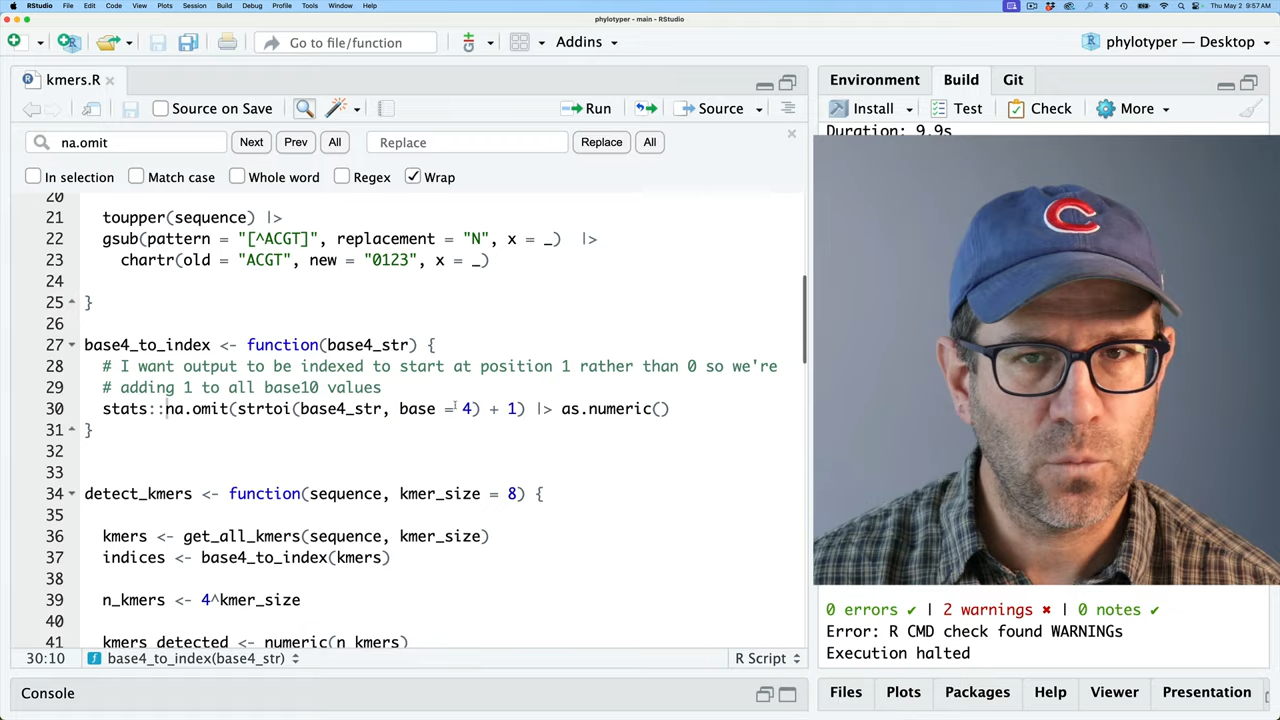 RStudio File Edit Code View Plots Session Build Debug Profile Tools Window Help Thu May 2 9:57 AM
phylotyper - main - RStudio
Go to file/function Addins phylotyper — Desktop
kmers.R
Source on Save Run Source
na.omit Next Prev All Replace Replace All
In selection Match case Whole word Regex Wrap
20
21 toupper(sequence) |>
22 gsub(pattern = "[^ACGT]", replacement = "N", x = _) |>
23 chartr(old = "ACGT", new = "0123", x = _)
24
25 }
26
27 base4_to_index <- function(base4_str) {
28 # I want output to be indexed to start at position 1 rather than 0 so we're
29 # adding 1 to all base10 values
30 stats::na.omit(strtoi(base4_str, base = 4) + 1) |> as.numeric()
31 }
32
33
34 detect_kmers <- function(sequence, kmer_size = 8) {
35
36 kmers <- get_all_kmers(sequence, kmer_size)
37 indices <- base4_to_index(kmers)
38
39 n_kmers <- 4^kmer_size
40
41 kmers_detected <- numeric(n_kmers)
30:10 base4_to_index(base4_str) R Script
Console
Environment Build Git
Install Test Check More
Duration: 9.9s
C
0 errors ✔ | 2 warnings ✖ | 0 notes ✔
Error: R CMD check found WARNINGs
Execution halted
Files Plots Packages Help Viewer Presentation